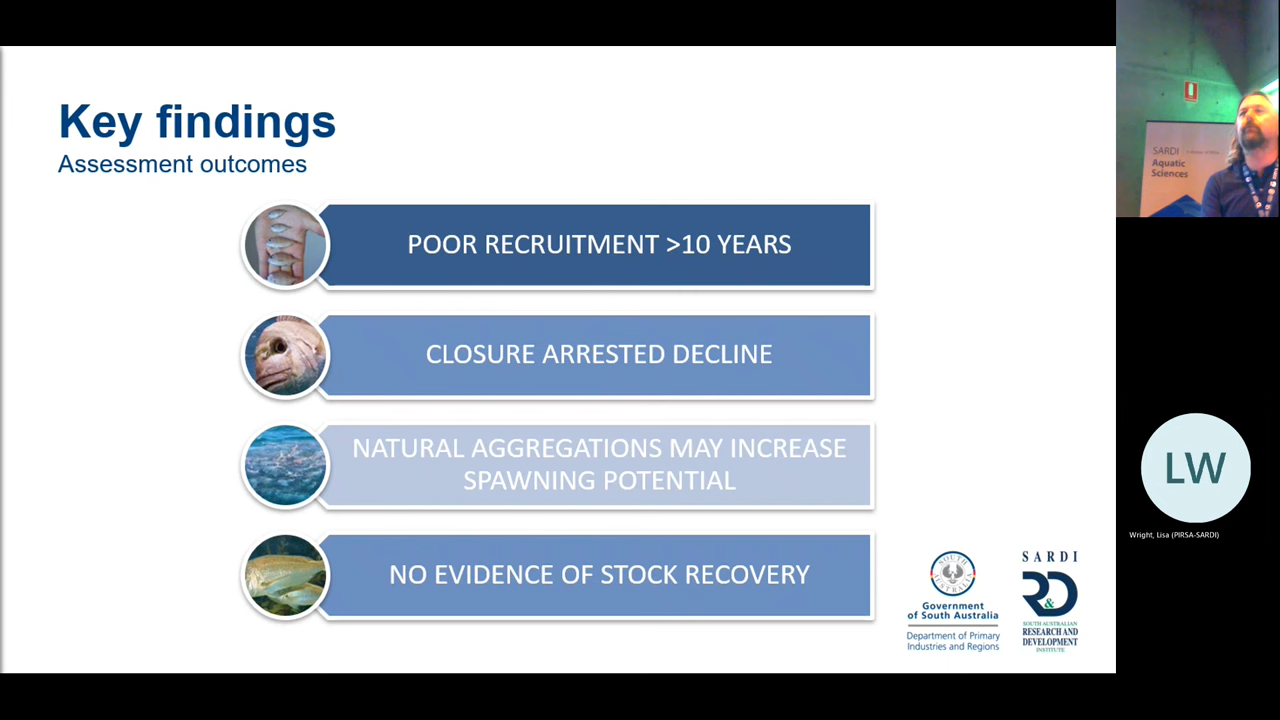 Key findings
Assessment outcomes
POOR RECRUITMENT >10 YEARS
CLOSURE ARRESTED DECLINE
NATURAL AGGREGATIONS MAY INCREASE
SPAWNING POTENTIAL
NO EVIDENCE OF STOCK RECOVERY
SOUTH
AUSTRALIA
Government
of South Australia
Department of Primary
Industries and Regions
SARDI
R&D
SOUTH AUSTRALIAN
RESEARCH AND
DEVELOPMENT
INSTITUTE
SARDI
Aquatic
Sciences
LW
Wright, Lisa (PIRSA-SARDI)